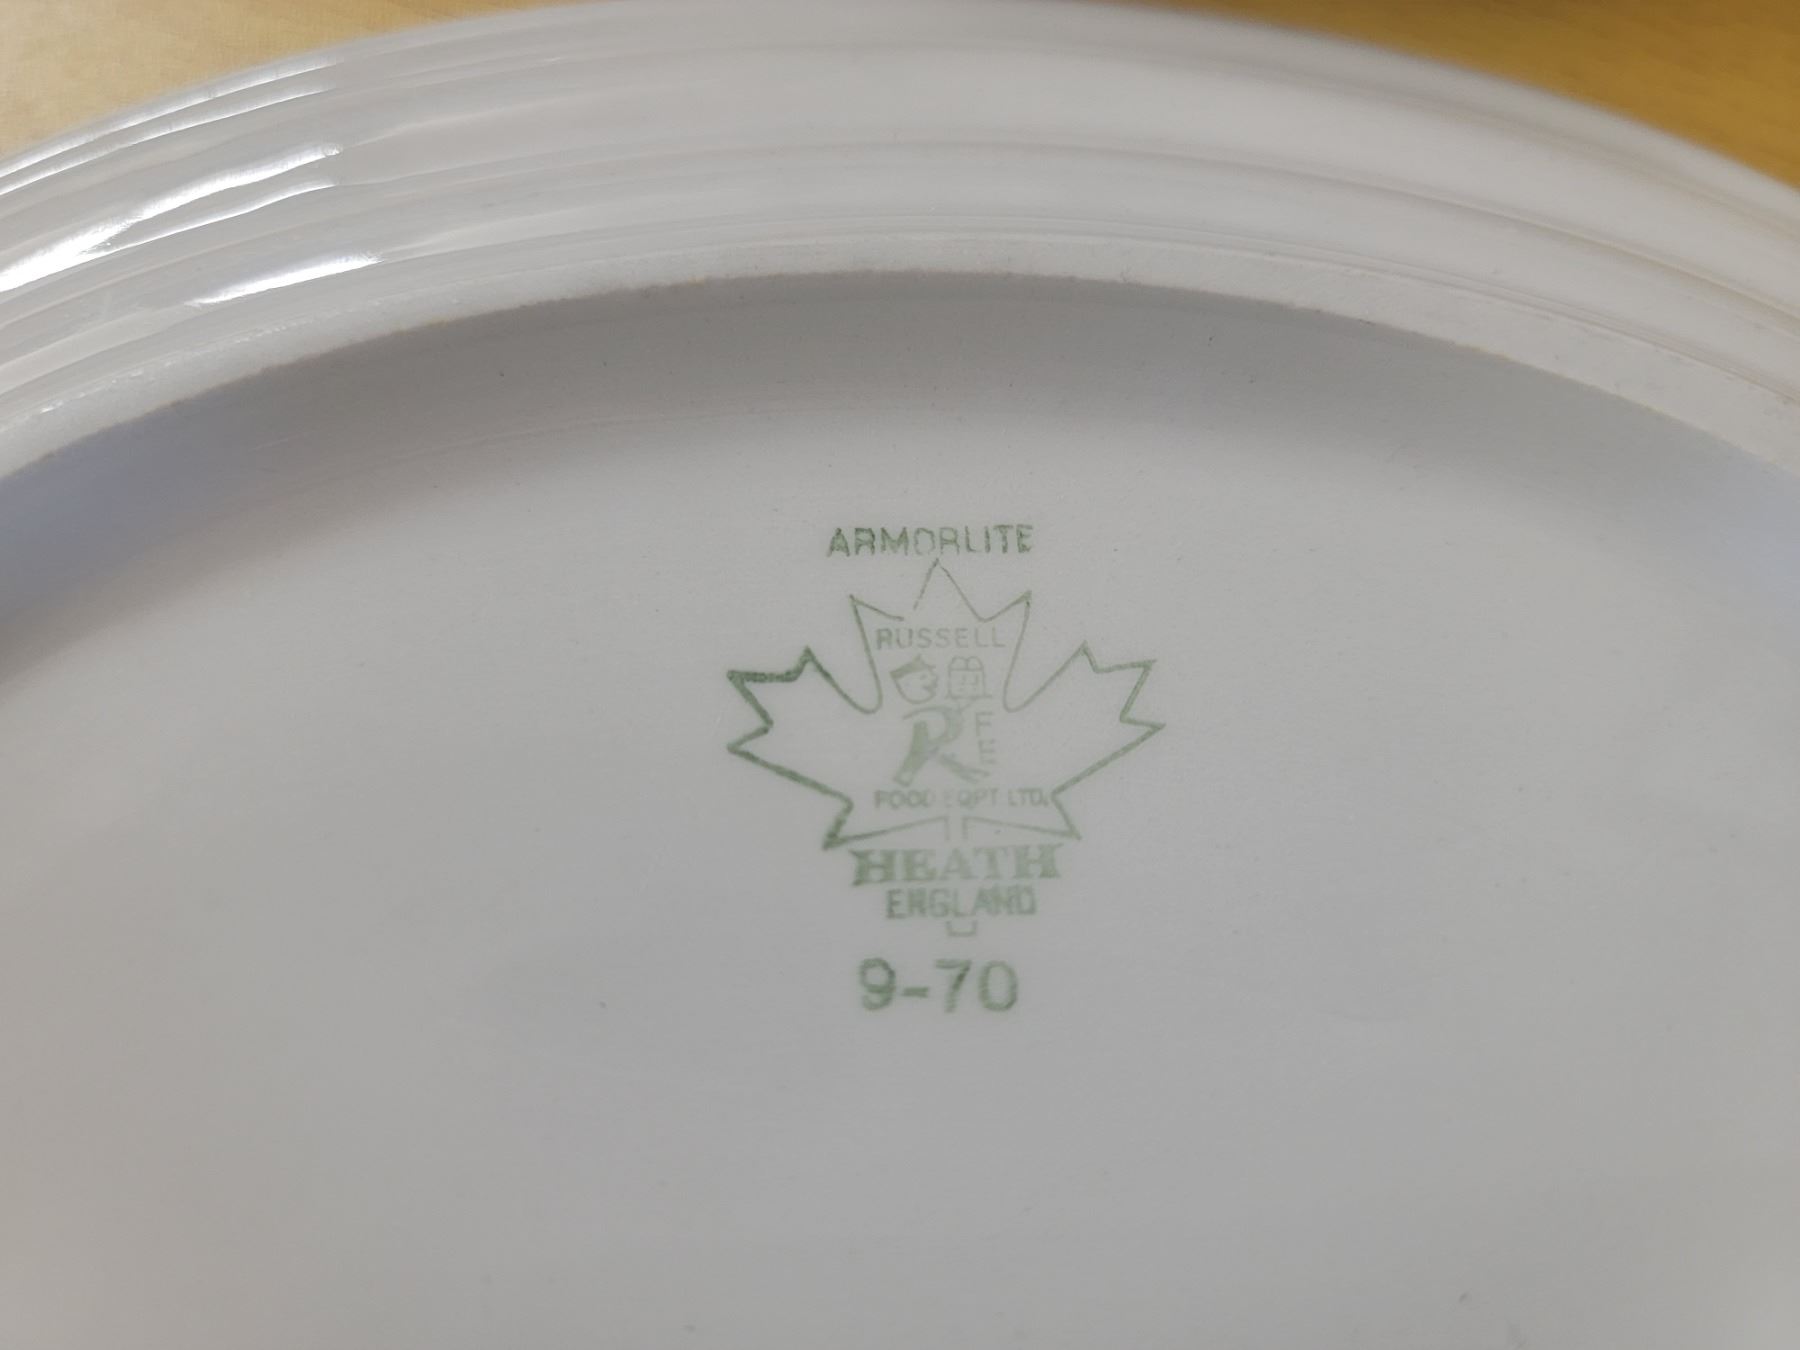 ARMORLITE
RUSSELL
R F
E
FOOD EQPT LTD.
HEATH
ENGLAND
9-70